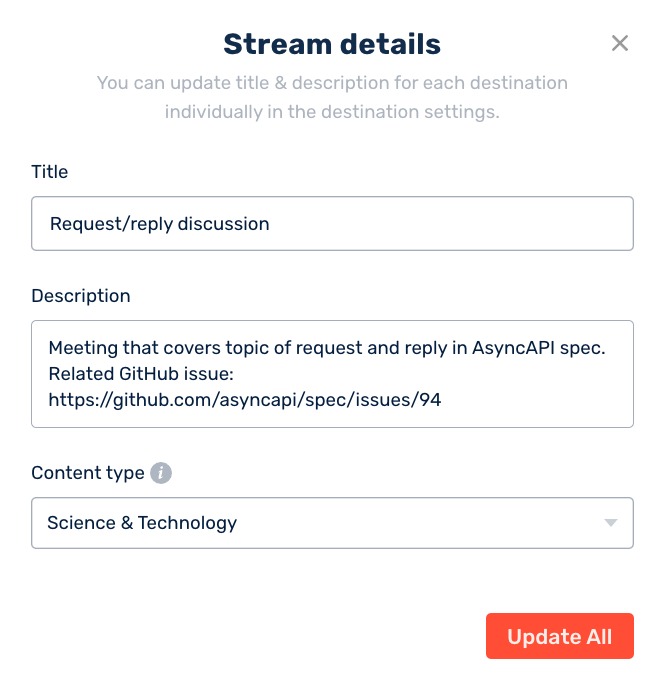 Stream details
You can update title & description for each destination
individually in the destination settings.
Title
Request/reply discussion
Description
Meeting that covers topic of request and reply in AsyncAPI spec.
Related GitHub issue:
https://github.com/asyncapi/spec/issues/94
Content type i
Science & Technology
Update All